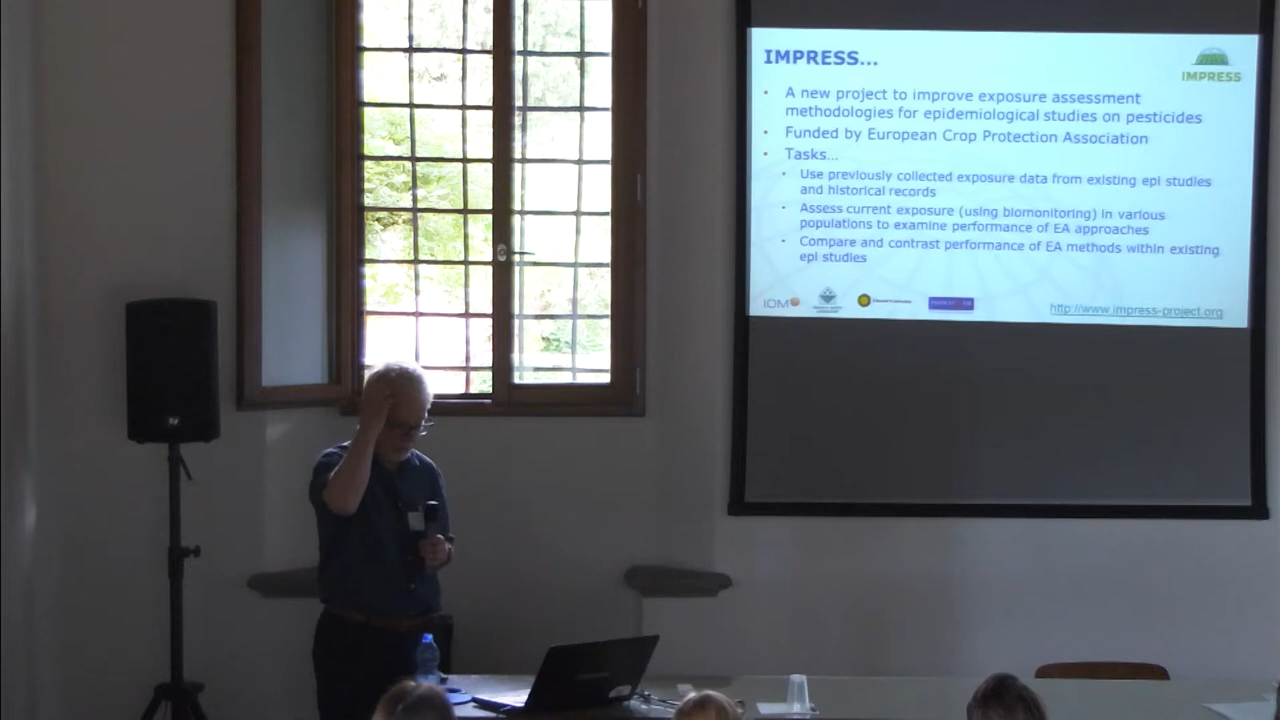 IMPRESS...
IMPRESS
• A new project to improve exposure assessment
methodologies for epidemiological studies on pesticides
• Funded by European Crop Protection Association
• Tasks...
• Use previously collected exposure data from existing epi studies
and historical records
• Assess current exposure (using biomonitoring) in various
populations to examine performance of EA approaches
• Compare and contrast performance of EA methods within existing
epi studies
IOM
http://www.impress-project.org